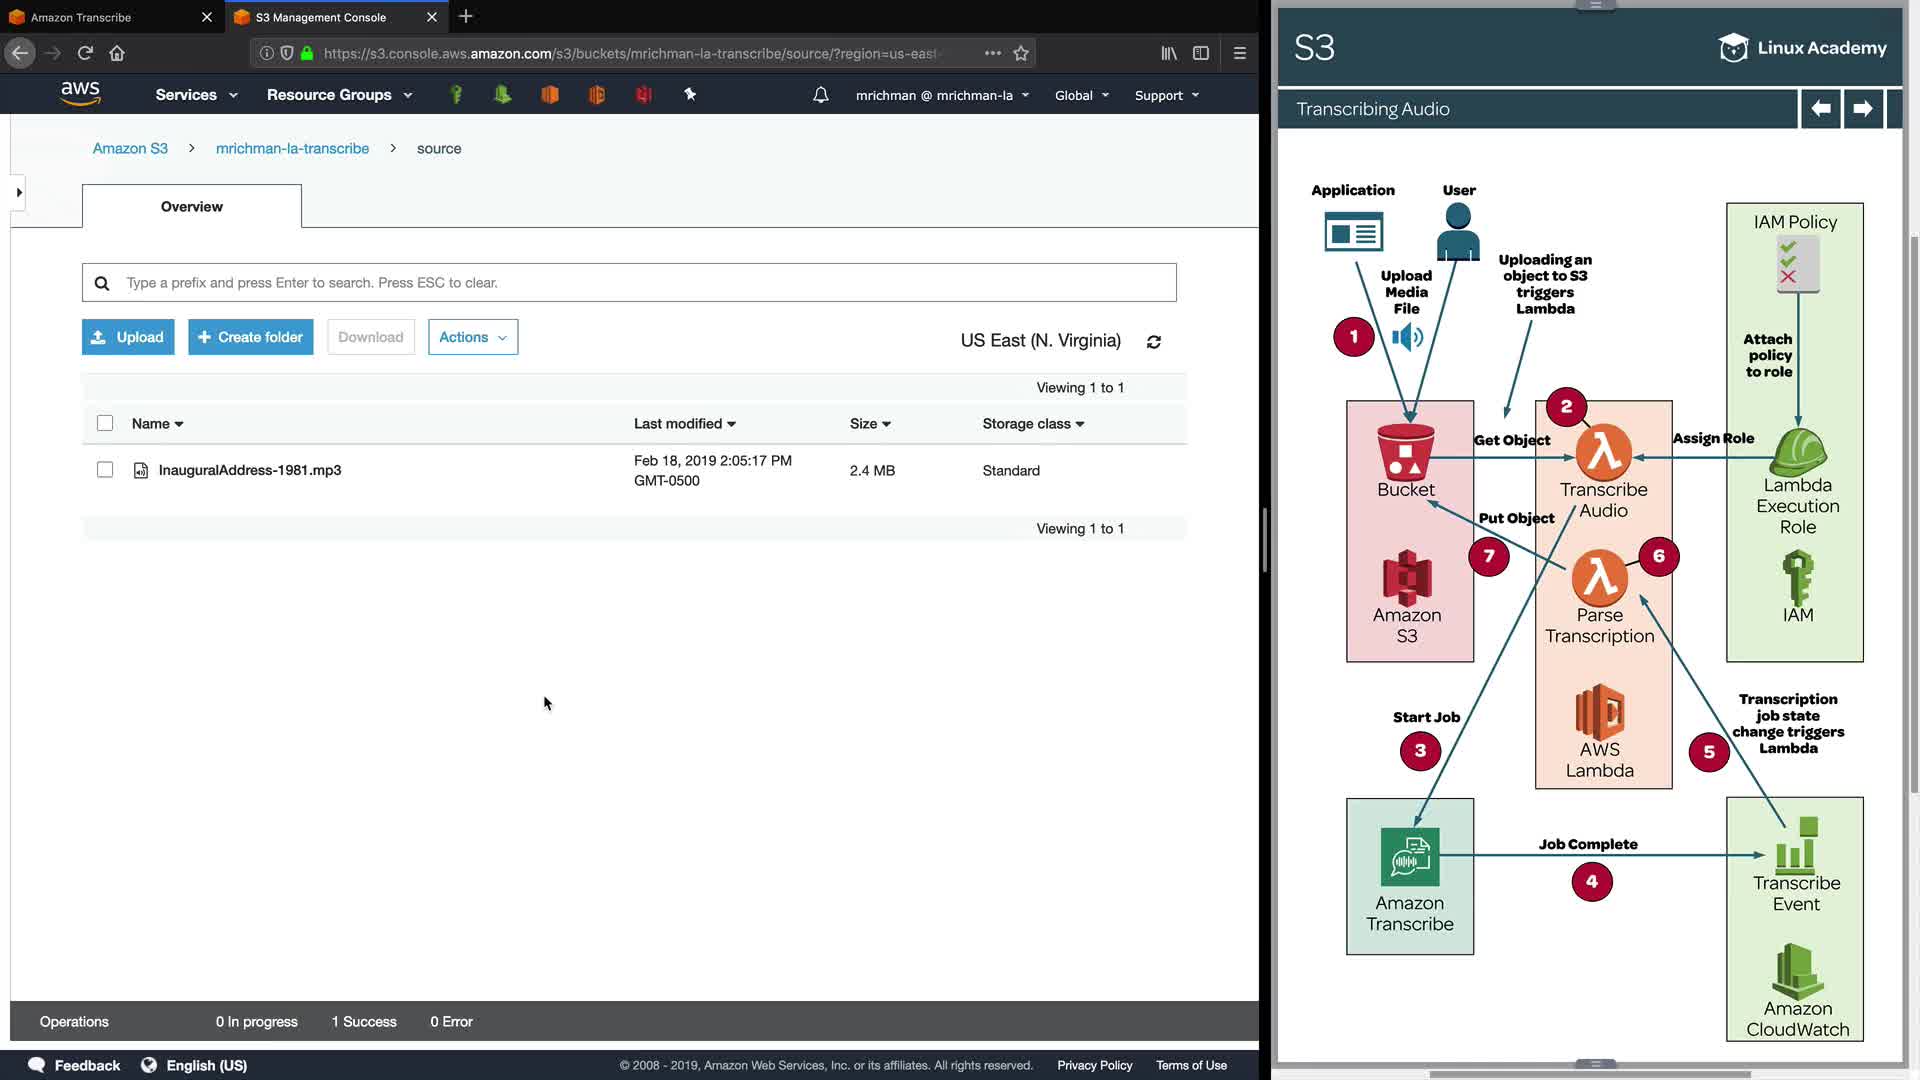 Amazon Transcribe
S3 Management Console
https://s3.console.aws.amazon.com/s3/buckets/mrichman-la-transcribe/source/?region=us-east-
aws
Services
Resource Groups
mrichman @ mrichman-la
Global
Support
Amazon S3 > mrichman-la-transcribe > source
Overview
Type a prefix and press Enter to search. Press ESC to clear.
Upload
+ Create folder
Download
Actions
US East (N. Virginia)
Viewing 1 to 1
Name
Last modified
Size
Storage class
InauguralAddress-1981.mp3
Feb 18, 2019 2:05:17 PM
GMT-0500
2.4 MB
Standard
Viewing 1 to 1
Operations
0 In progress
1 Success
0 Error
Feedback
English (US)
© 2008 - 2019, Amazon Web Services, Inc. or its affiliates. All rights reserved.
Privacy Policy
Terms of Use
S3
Linux Academy
Transcribing Audio
Application
User
Upload
Media
File
1
Uploading an
object to S3
triggers
Lambda
IAM Policy
Attach
policy
to role
2
Get Object
Assign Role
Bucket
Transcribe
Audio
Lambda
Execution
Role
Put Object
7
6
Amazon
S3
Parse
Transcription
IAM
Start Job
3
AWS
Lambda
5
Transcription
job state
change triggers
Lambda
Job Complete
4
Amazon
Transcribe
Transcribe
Event
Amazon
CloudWatch